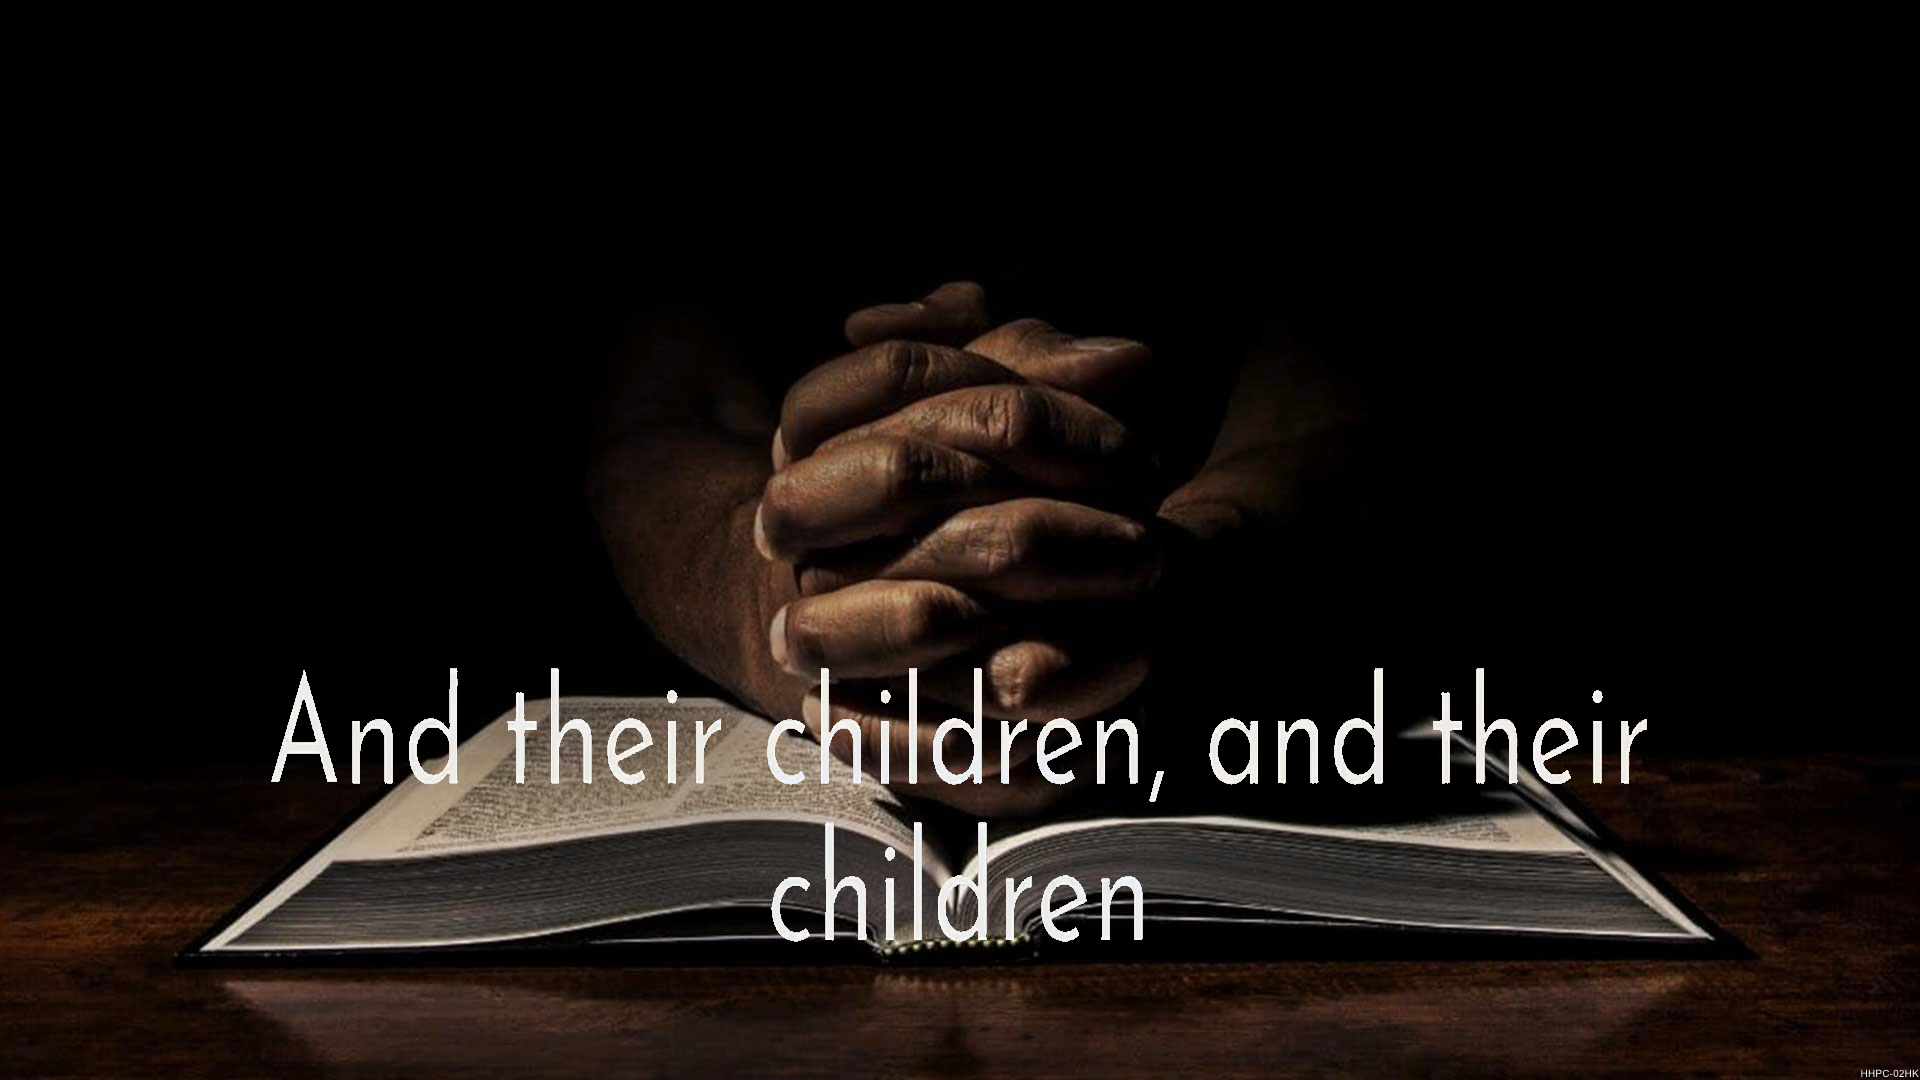 And their children, and their
children
HHPC-02HK